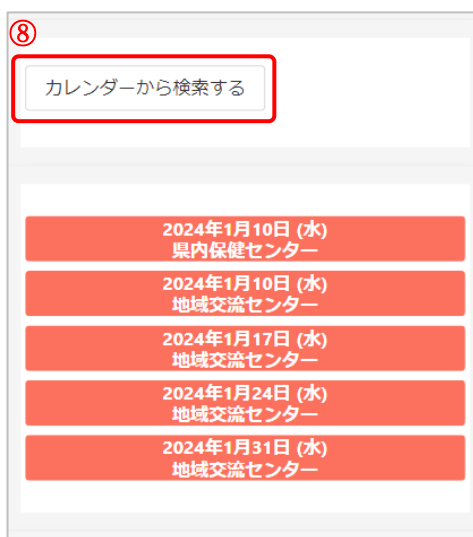 ⑧
カレンダーから検索する
2024年1月10日 (水)
県内保健センター
2024年1月10日 (水)
地域交流センター
2024年1月17日 (水)
地域交流センター
2024年1月24日 (水)
地域交流センター
2024年1月31日 (水)
地域交流センター